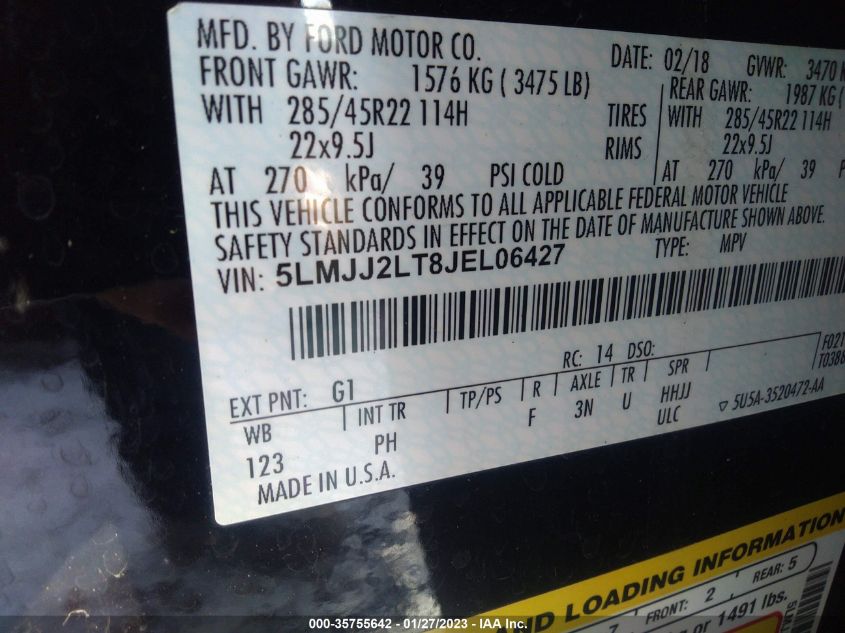 MFD. BY FORD MOTOR CO.
DATE: 02/18 GVWR: 3470
FRONT GAWR: 1576 KG ( 3475 LB)
REAR GAWR: 1987 KG (
WITH 285/45R22 114H TIRES
WITH 285/45R22 114H
22x9.5J RIMS
22x9.5J
AT 270 kPa/ 39 PSI COLD
AT 270 kPa/ 39
THIS VEHICLE CONFORMS TO ALL APPLICABLE FEDERAL MOTOR VEHICLE
SAFETY STANDARDS IN EFFECT ON THE DATE OF MANUFACTURE SHOWN ABOVE.
VIN: 5LMJJ2LT8JEL06427 TYPE: MPV
RC: 14 DSO:
EXT PNT: G1
WB INT TR TP/PS R AXLE TR SPR
123 PH F 3N U HHJJ
ULC
5U5A-3520472-AA
MADE IN U.S.A.
AND LOADING INFORMATION
FRONT: 2 REAR: 5
or 1491 lbs.
000-35755642 - 01/27/2023 - IAA Inc.